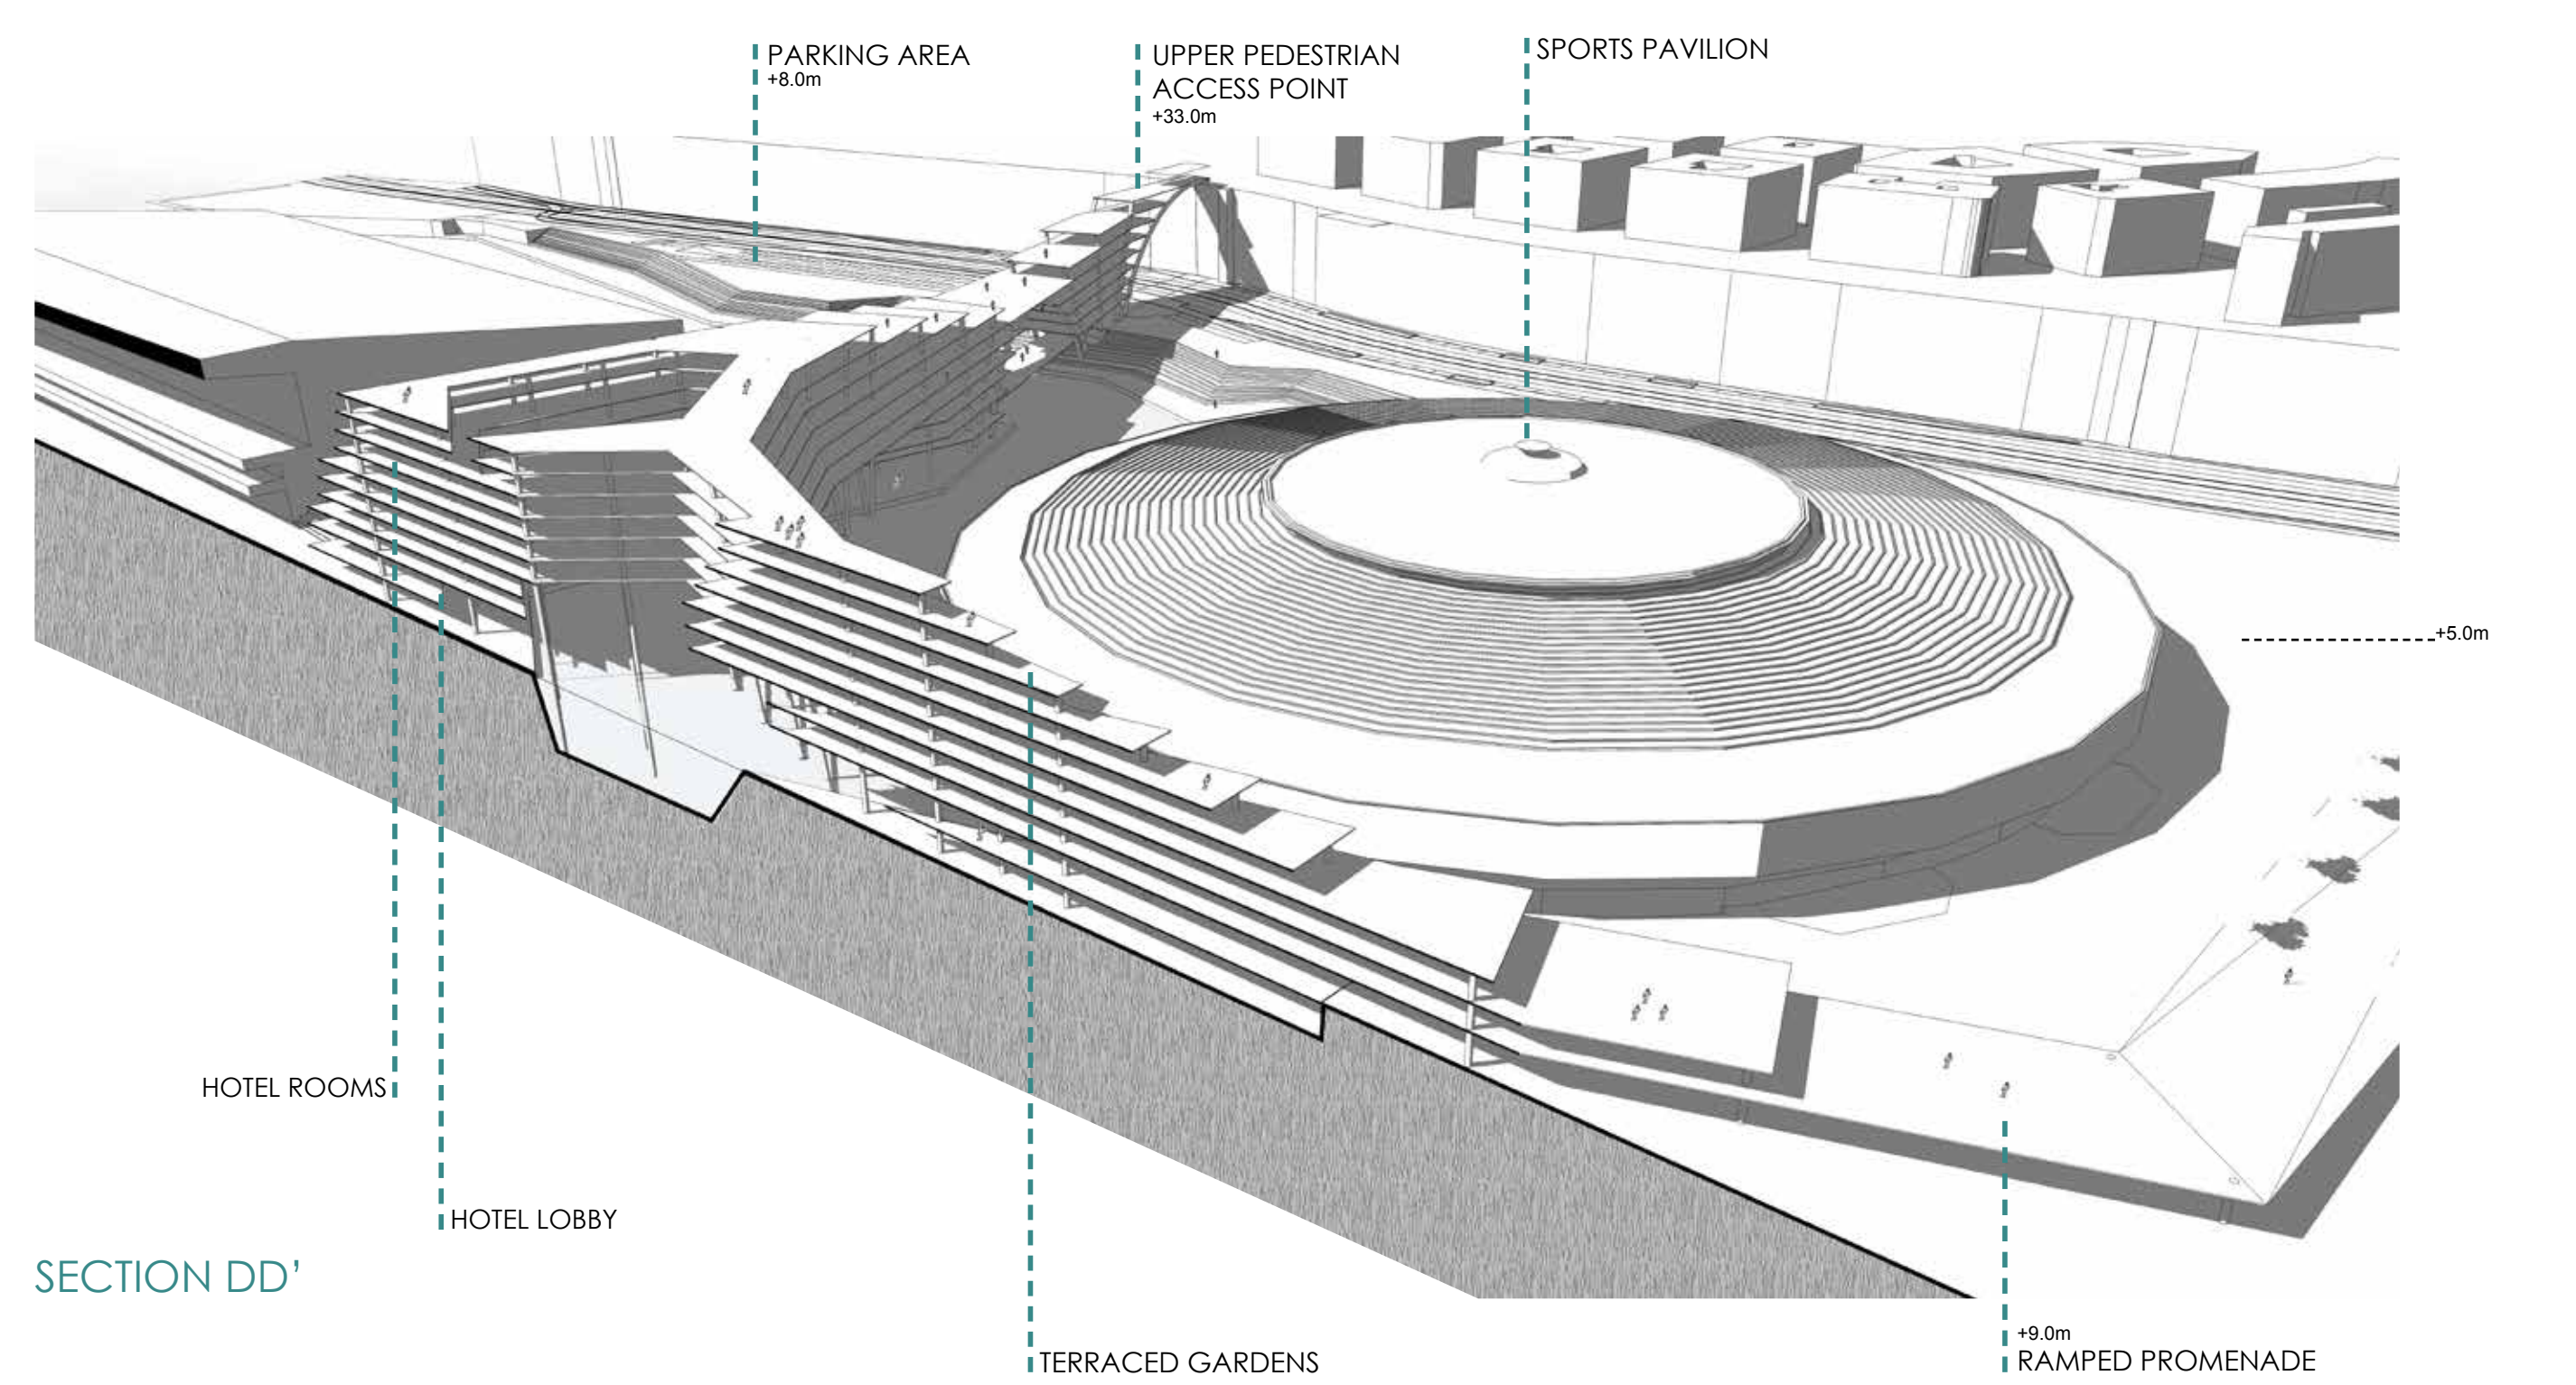 PARKING AREA
+8.0m
UPPER PEDESTRIAN
ACCESS POINT
+33.0m
SPORTS PAVILION
+5.0m
HOTEL ROOMS
HOTEL LOBBY
SECTION DD’
TERRACED GARDENS
+9.0m
RAMPED PROMENADE